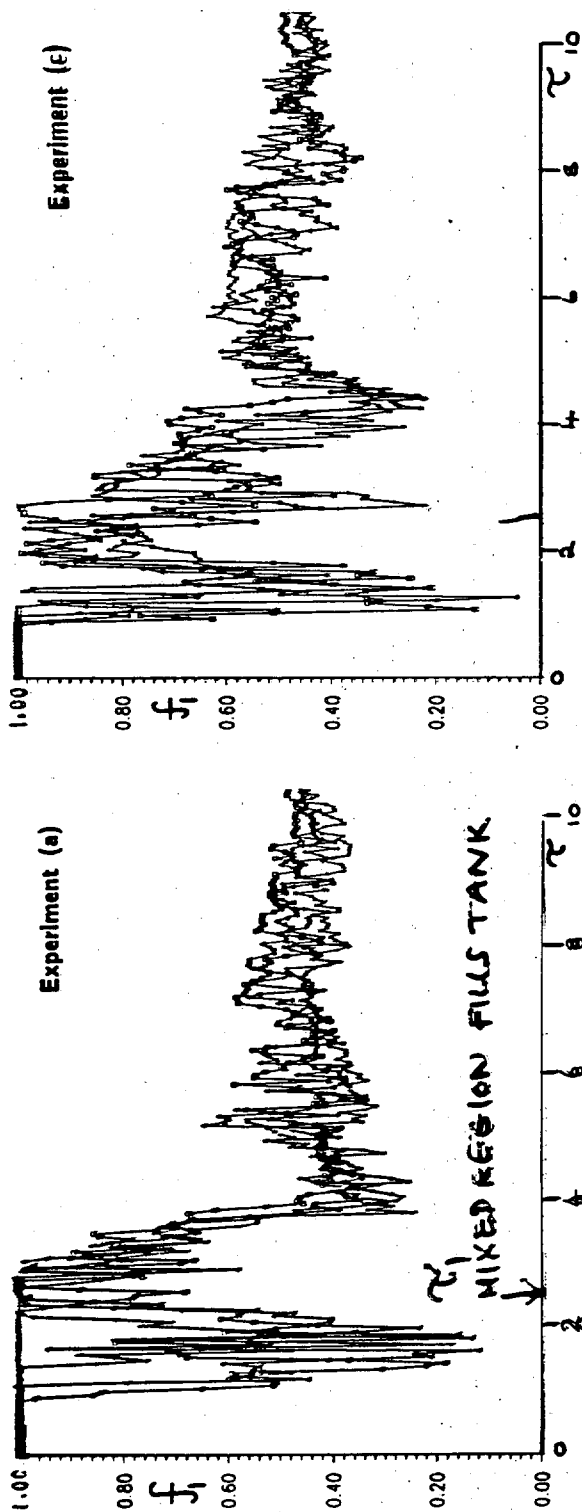 Experiment (a)
1.00
0.80
f₁
0.60
0.40
0.20
0.00
τ₁
MIXED REGION FILLS TANK.
0 2 4 6 8 τ 10
Experiment (c)
1.00
0.80
f₁
0.60
0.40
0.20
0.00
0 2 4 6 8 τ 10